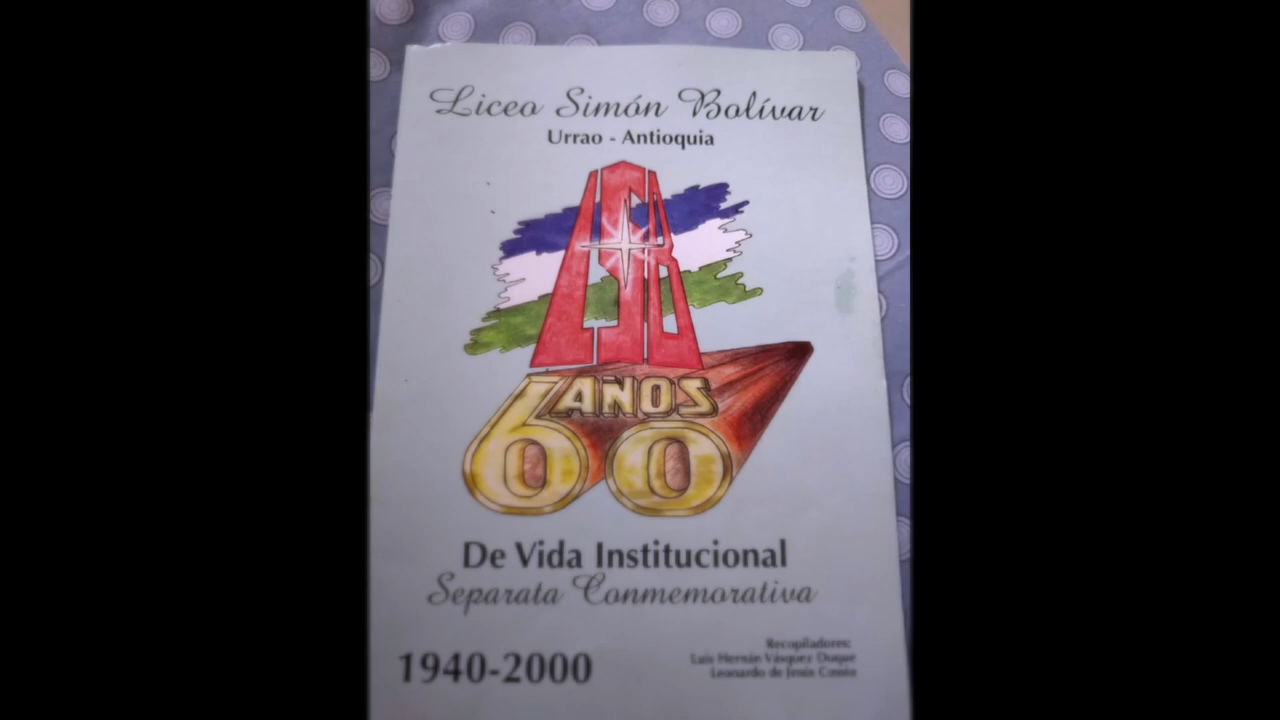 Liceo Simón Bolívar
Urrao - Antioquia
LSB
AÑOS
60
De Vida Institucional
Separata Conmemorativa
1940-2000
Recopiladores:
Luis Hernán Vásquez Duque
Leonardo de Jesús Cossio